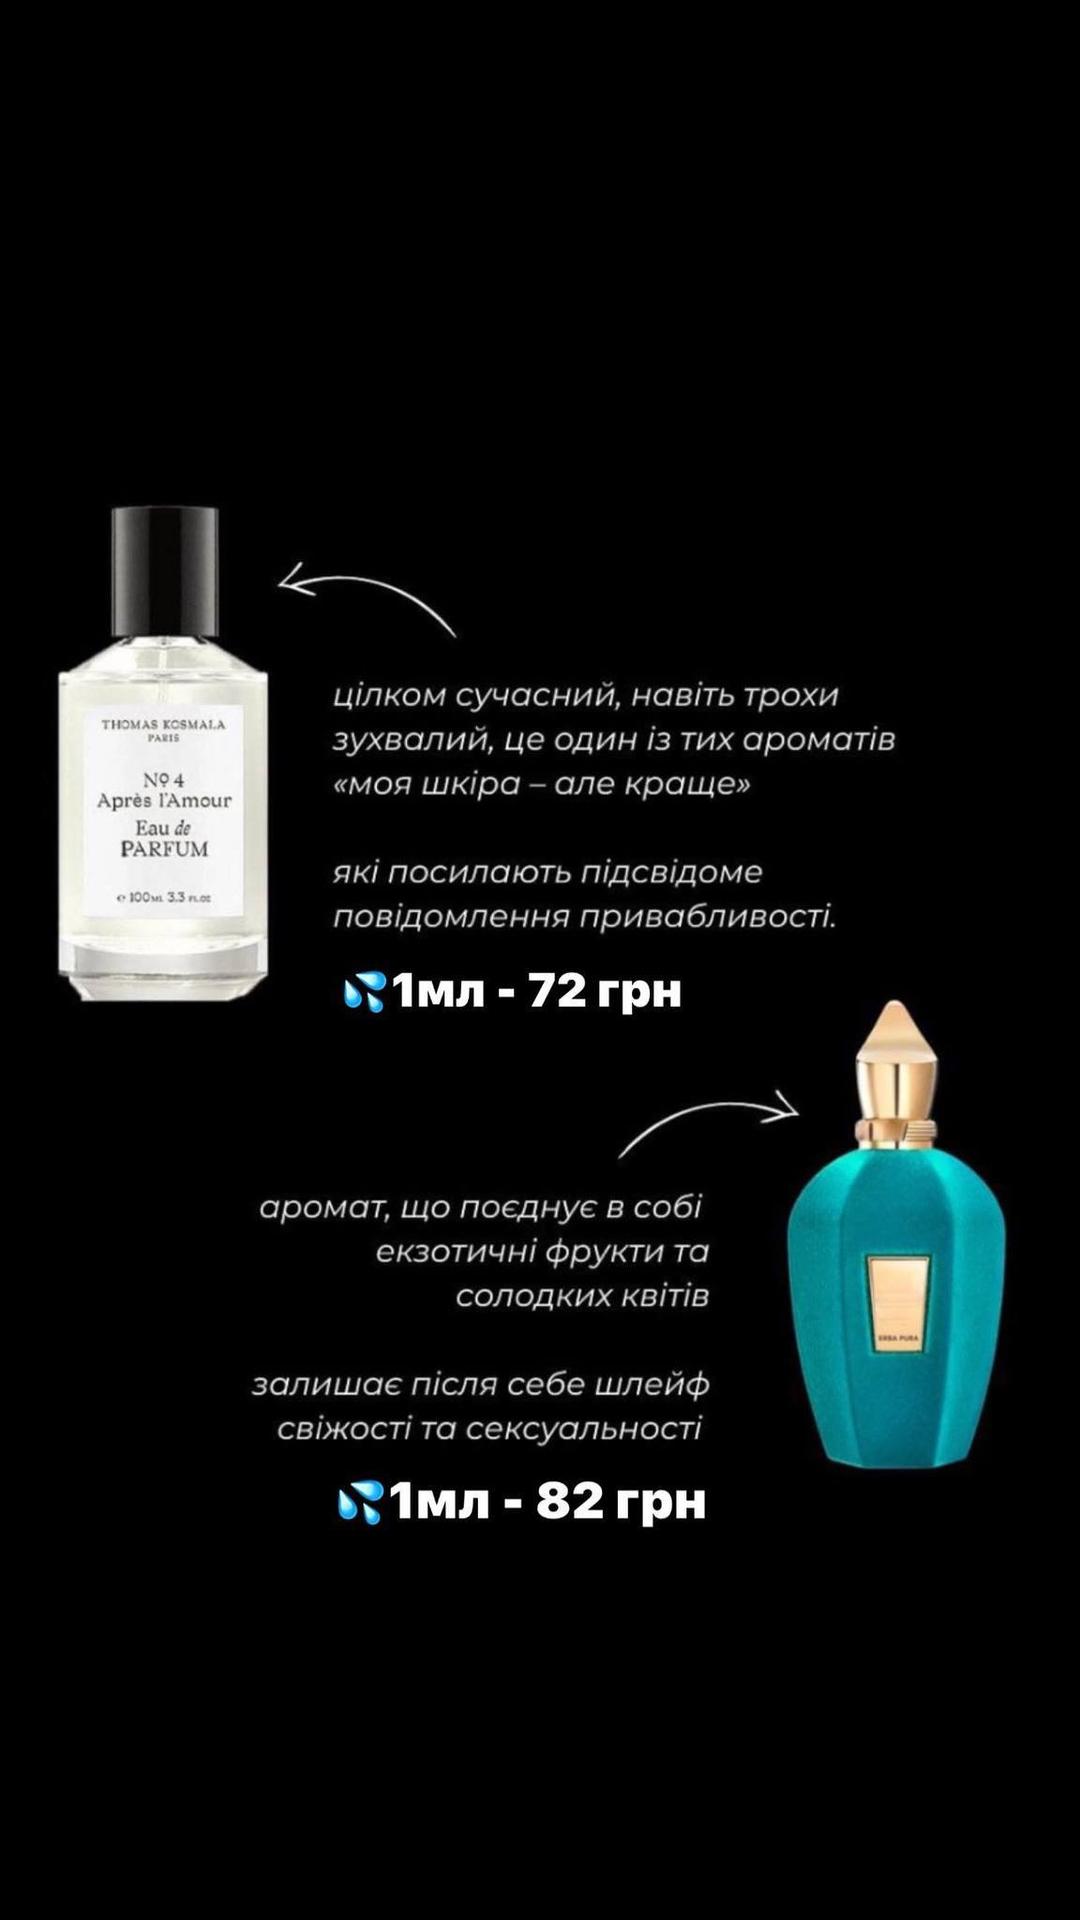 THOMAS KOSMALA
PARIS
Nº 4
Après l'Amour
Eau de
PARFUM
e 100ML 3.3 FL.OZ
цілком сучасний, навіть трохи
зухвалий, це один із тих ароматів
«моя шкіра – але краще»
які посилають підсвідоме
повідомлення привабливості.
💦1мл - 72 грн
аромат, що поєднує в собі
екзотичні фрукти та
солодких квітів
ERBA PURA
залишає після себе шлейф
свіжості та сексуальності
💦1мл - 82 грн